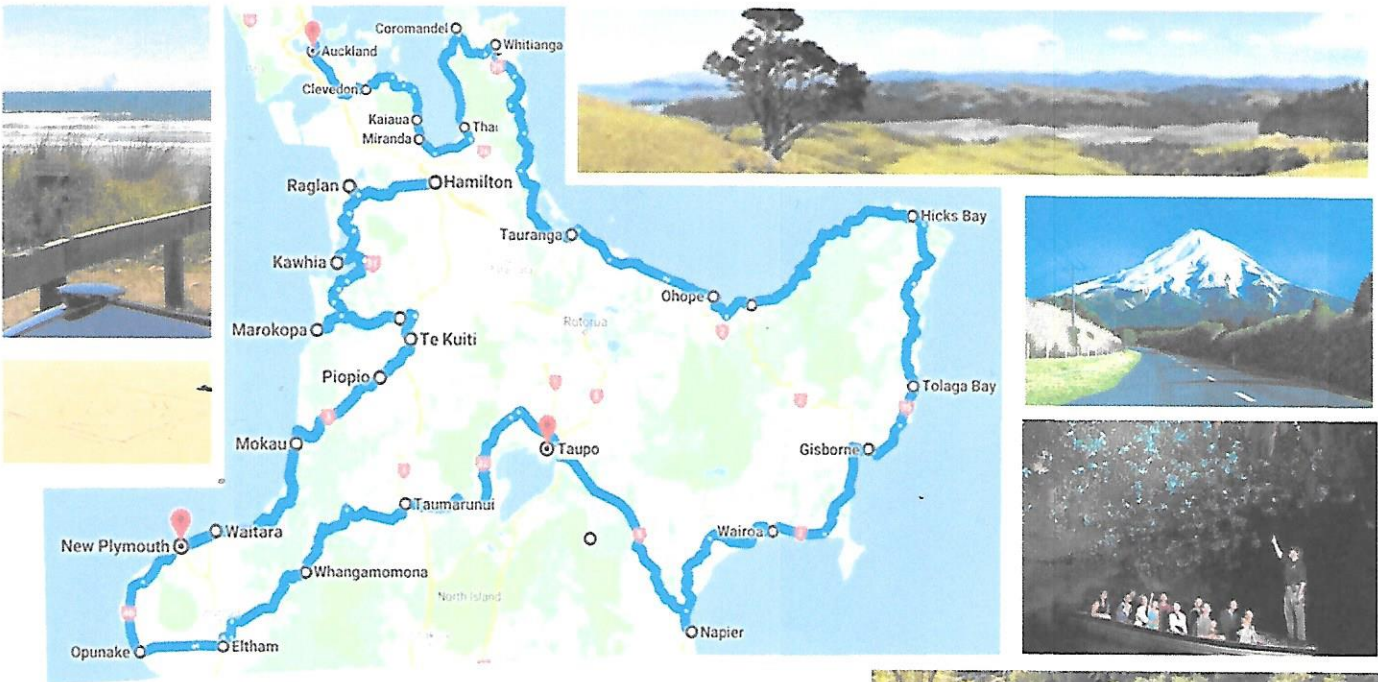 Coromandel
Whitianga
Auckland
Clevedon
Kaiaua
Thai
Miranda
Raglan
Hamilton
Hicks Bay
Tauranga
Kawhia
Ohope
Rotorua
Marokopa
Te Kuiti
Piopio
Tolaga Bay
Mokau
Taupo
Gisborne
Taumarunui
Waitara
Wairoa
New Plymouth
Whangamomona
North Island
Napier
Opunake
Eltham